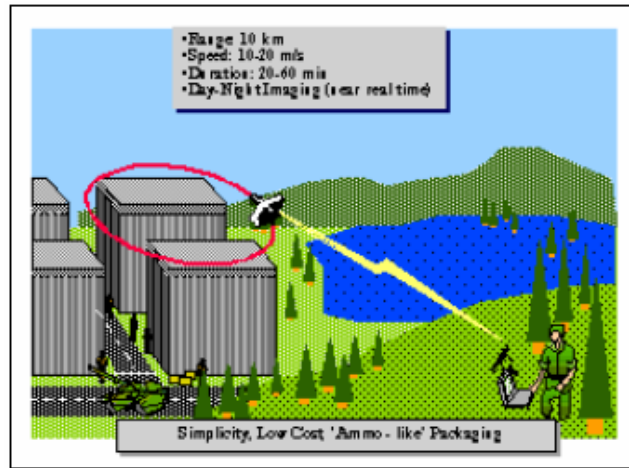 •Range: 10 km
•Speed: 10-20 m/s
•Duration: 20-60 min
•Day-Night Imaging (near real time)
Simplicity, Low Cost, 'Ammo - like' Packaging